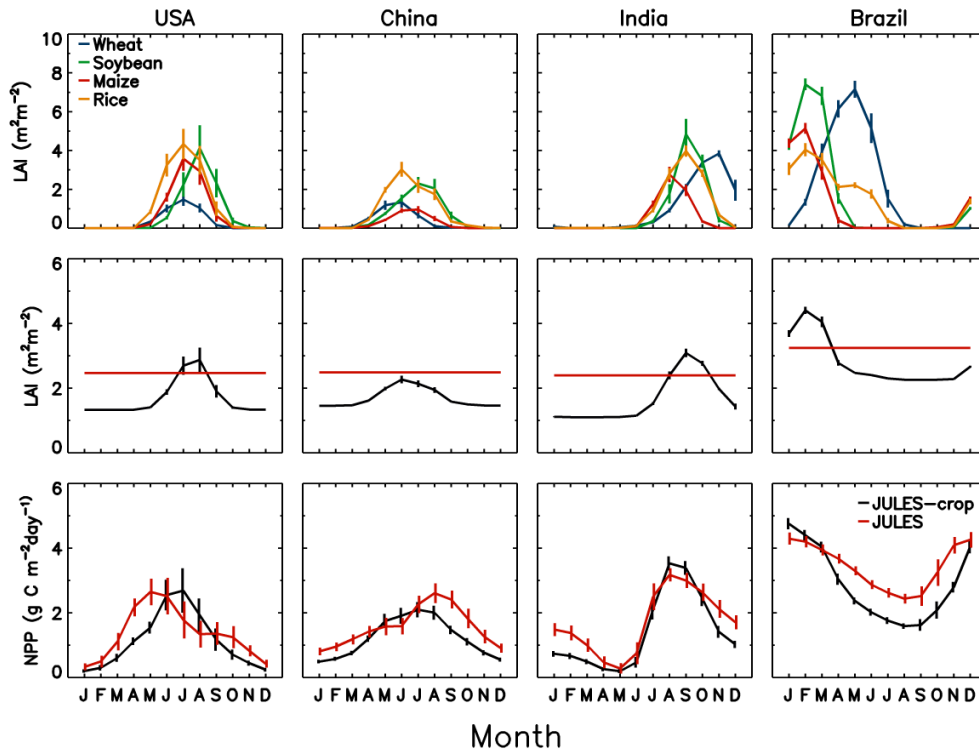 USA China India Brazil
LAI (m²m⁻²)
10
8
6
4
2
0
Wheat
Soybean
Maize
Rice
LAI (m²m⁻²)
6
4
2
0
NPP (g C m⁻²day⁻¹)
6
4
2
0
JULES-crop
JULES
J F M A M J J A S O N D J F M A M J J A S O N D J F M A M J J A S O N D J F M A M J J A S O N D
Month